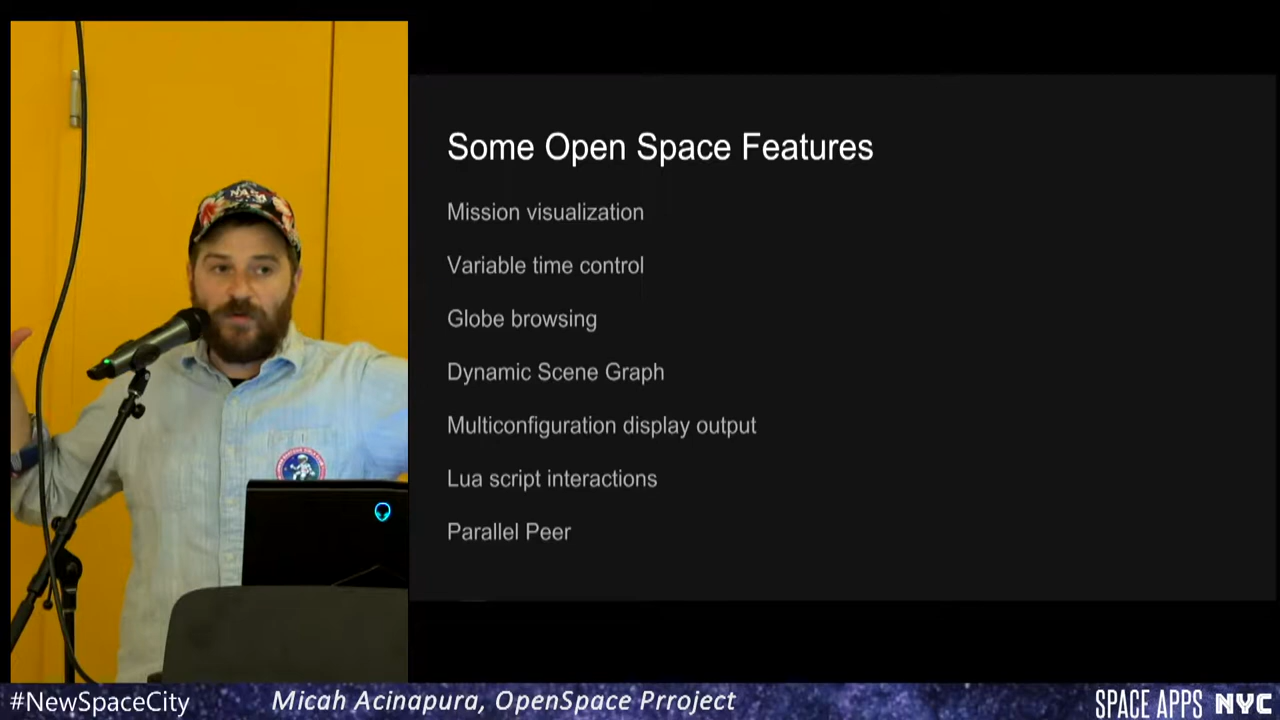 NASA
Some Open Space Features
Mission visualization
Variable time control
Globe browsing
Dynamic Scene Graph
Multiconfiguration display output
Lua script interactions
Parallel Peer
#NewSpaceCity
Micah Acinapura, OpenSpace Prroject
SPACE APPS NYC